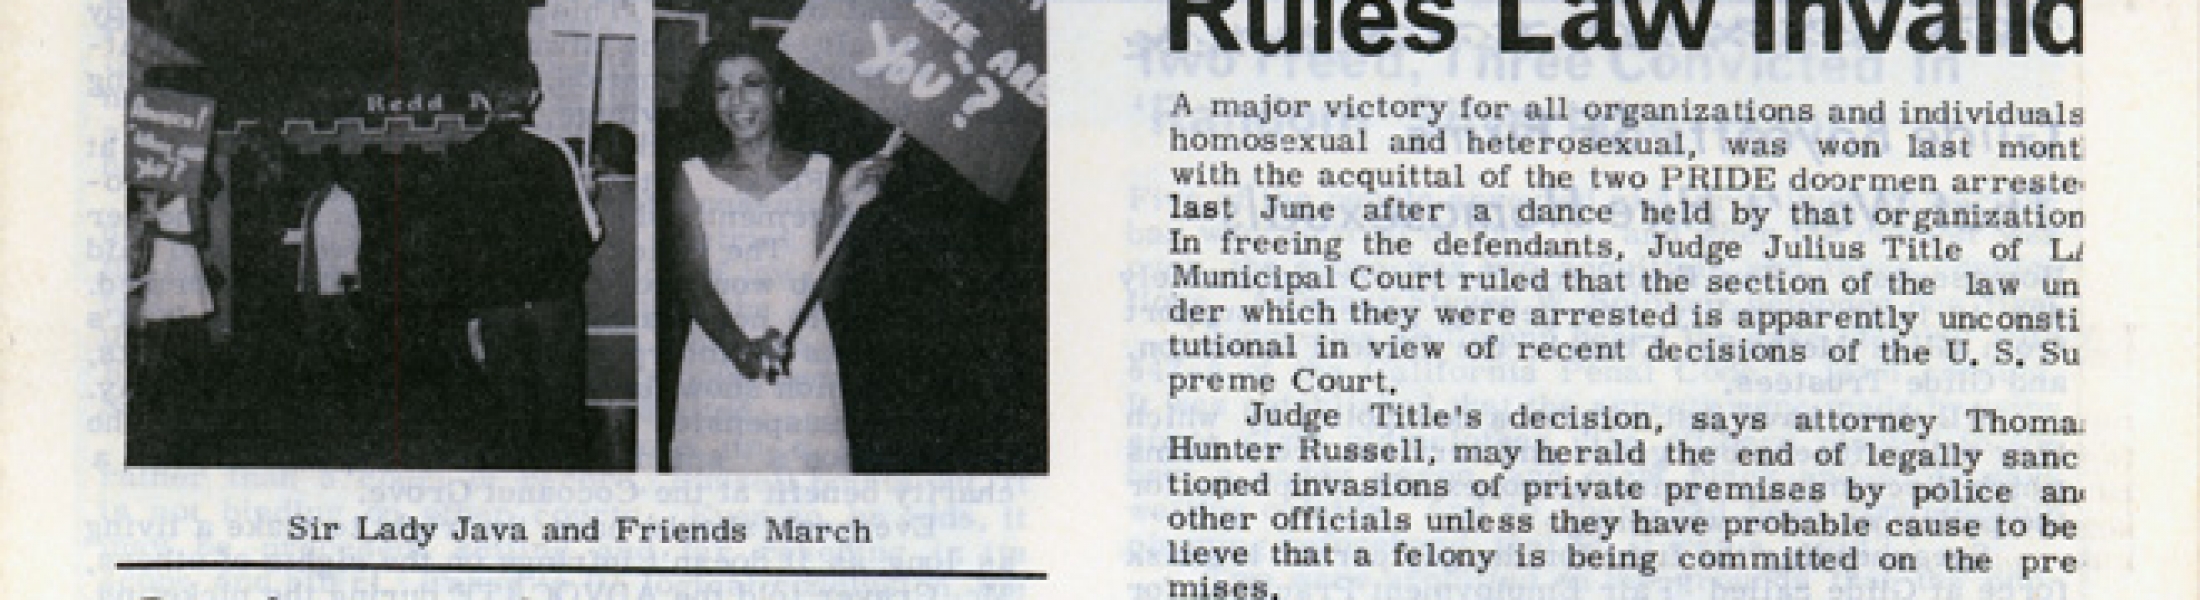 Redd
YOU?
ARE
Sir Lady Java and Friends March
Rules Law Invalid
A major victory for all organizations and individuals
homosexual and heterosexual, was won last mont
with the acquittal of the two PRIDE doormen arreste
last June after a dance held by that organization
In freeing the defendants, Judge Julius Title of LA
Municipal Court ruled that the section of the law un
der which they were arrested is apparently unconsti
tutional in view of recent decisions of the U. S. Su
preme Court.
Judge Title's decision, says attorney Thoma
Hunter Russell, may herald the end of legally sanc
tioned invasions of private premises by police an
other officials unless they have probable cause to be
lieve that a felony is being committed on the pre
mises.